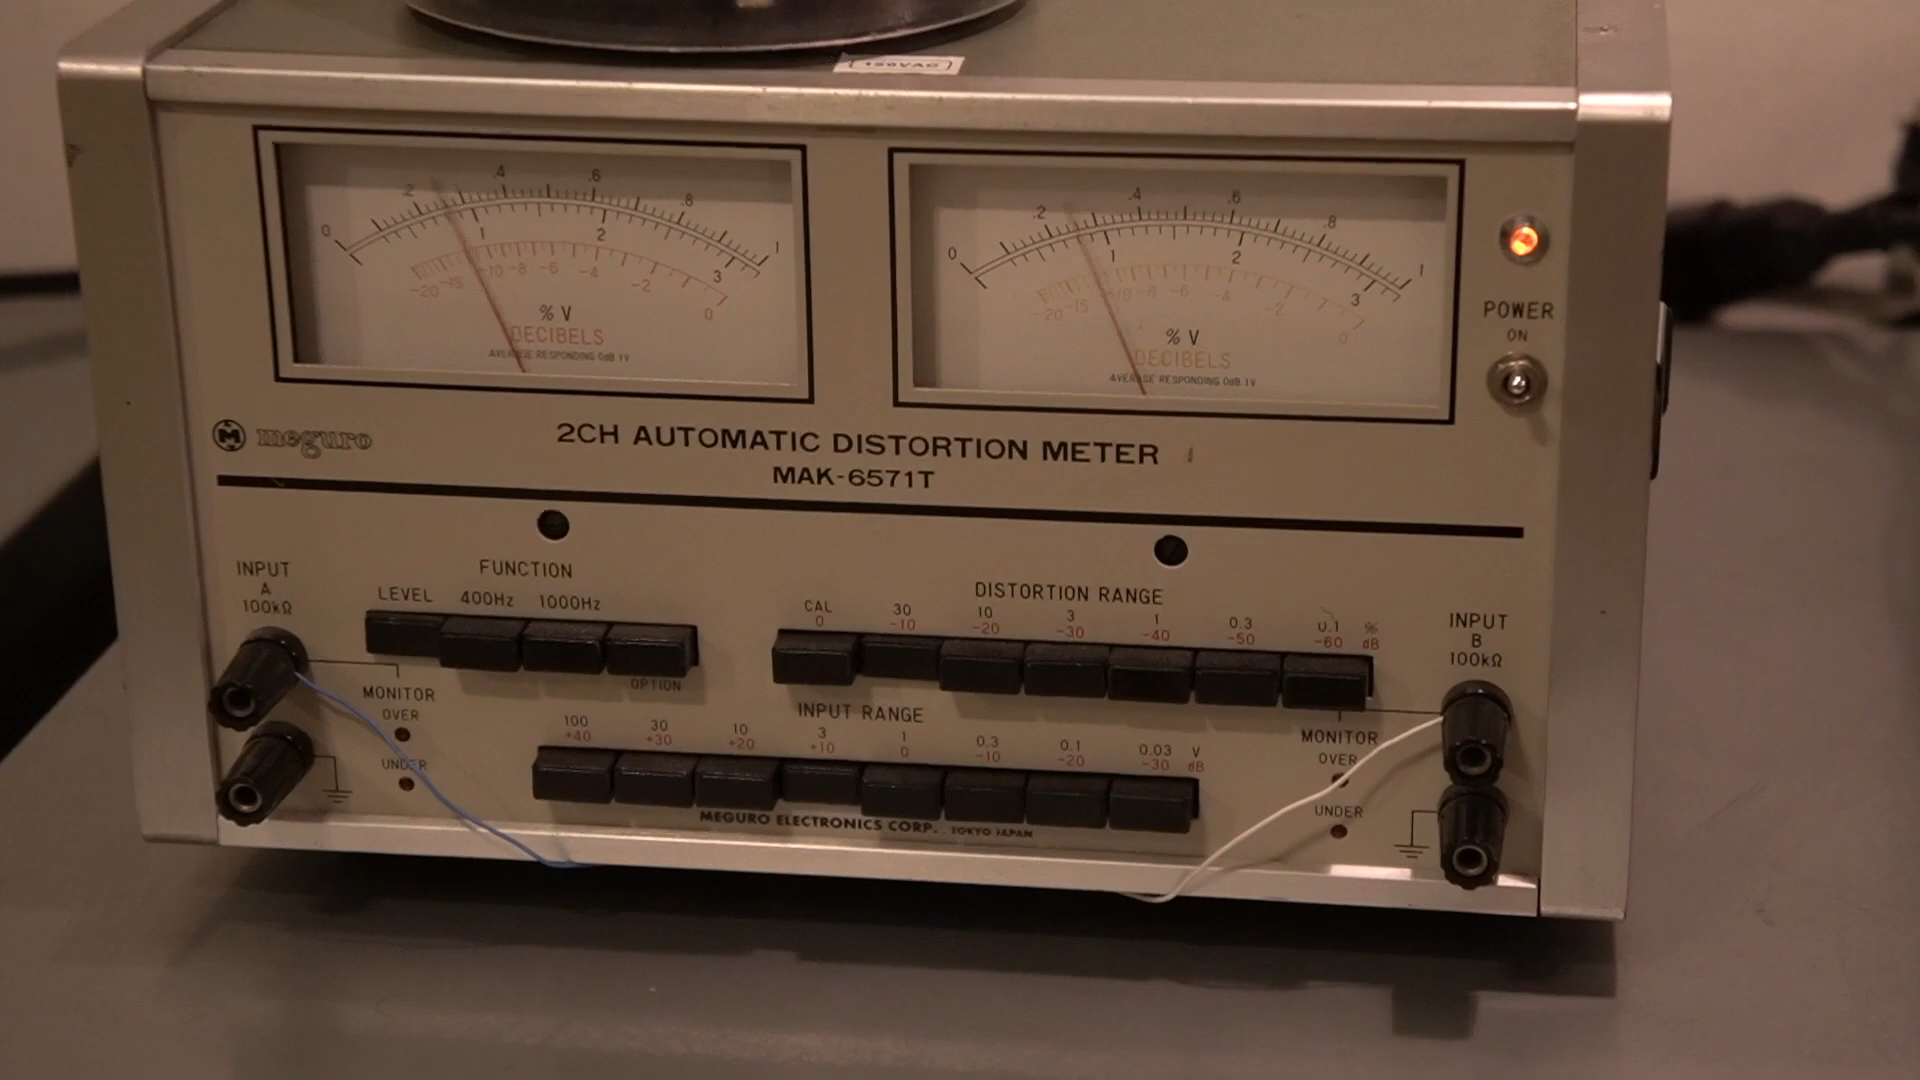 150VAC
0 .2 .4 .6 .8 1
1 2 3
-20 -15 -10 -8 -6 -4 -2 0
% V
DECIBELS
AVERAGE RESPONDING 0dB 1V
0 .2 .4 .6 .8 1
1 2 3
-20 -15 -10 -8 -6 -4 -2 0
% V
DECIBELS
AVERAGE RESPONDING 0dB 1V
POWER
ON
M meguro
2CH AUTOMATIC DISTORTION METER
MAK-6571T
INPUT
A
100kΩ
FUNCTION
LEVEL 400Hz 1000Hz
OPTION
DISTORTION RANGE
CAL 30 10 3 1 0.3 0.1 %
0 -10 -20 -30 -40 -50 -60 dB
INPUT
B
100kΩ
MONITOR
OVER
UNDER
INPUT RANGE
100 30 10 3 1 0.3 0.1 0.03 V
+40 +30 +20 +10 0 -10 -20 -30 dB
MONITOR
OVER
UNDER
MEGURO ELECTRONICS CORP. TOKYO JAPAN